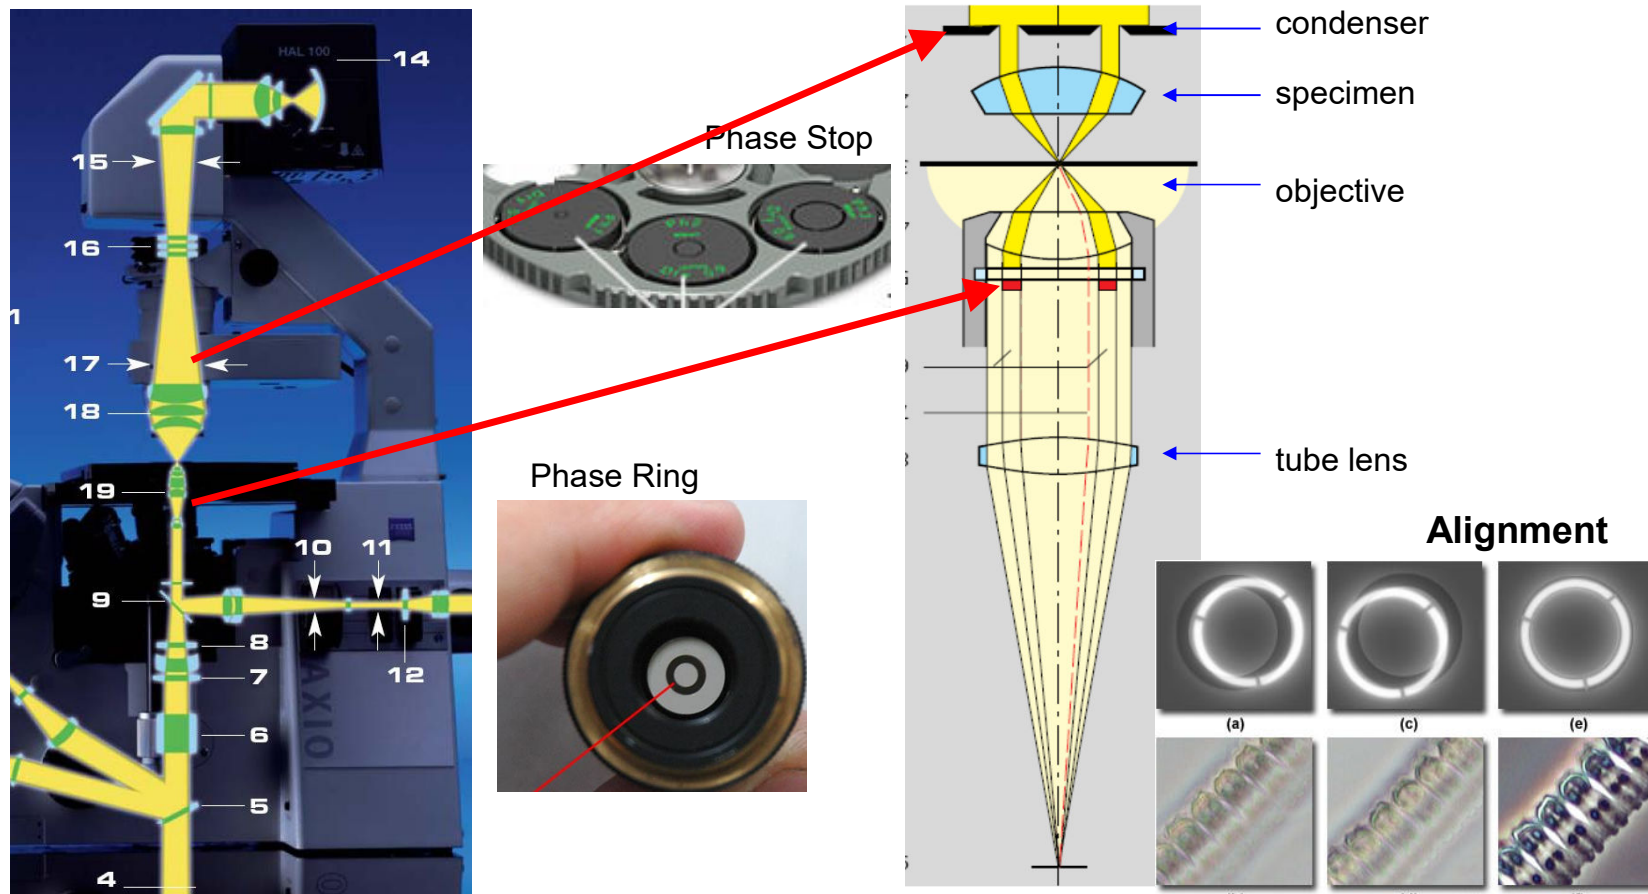 HAL 100
14
15
16
1
17
18
19
10
11
9
8
12
7
6
5
4
AXIO
Phase Stop
Phase Ring
condenser
specimen
objective
tube lens
Alignment
(a)
(c)
(e)